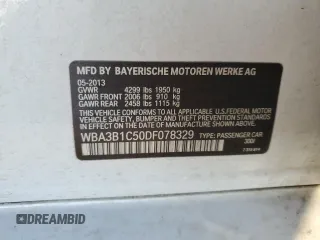 MFD. BY BAYERISCHE MOTOREN WERKE AG
05-2013
GVWR 4299 lbs 1950 kg
GAWR FRONT 2006 lbs 910 kg
GAWR REAR 2458 lbs 1115 kg
THIS VEHICLE CONFORMS TO ALL APPLICABLE U.S. FEDERAL MOTOR VEHICLE
SAFETY, BUMPER AND THEFT PREVENTION STANDARDS IN EFFECT ON THE DATE
OF MANUFACTURE SHOWN ABOVE.
WBA3B1C50DF078329 TYPE: PASSENGER CAR
320I
DREAMBID